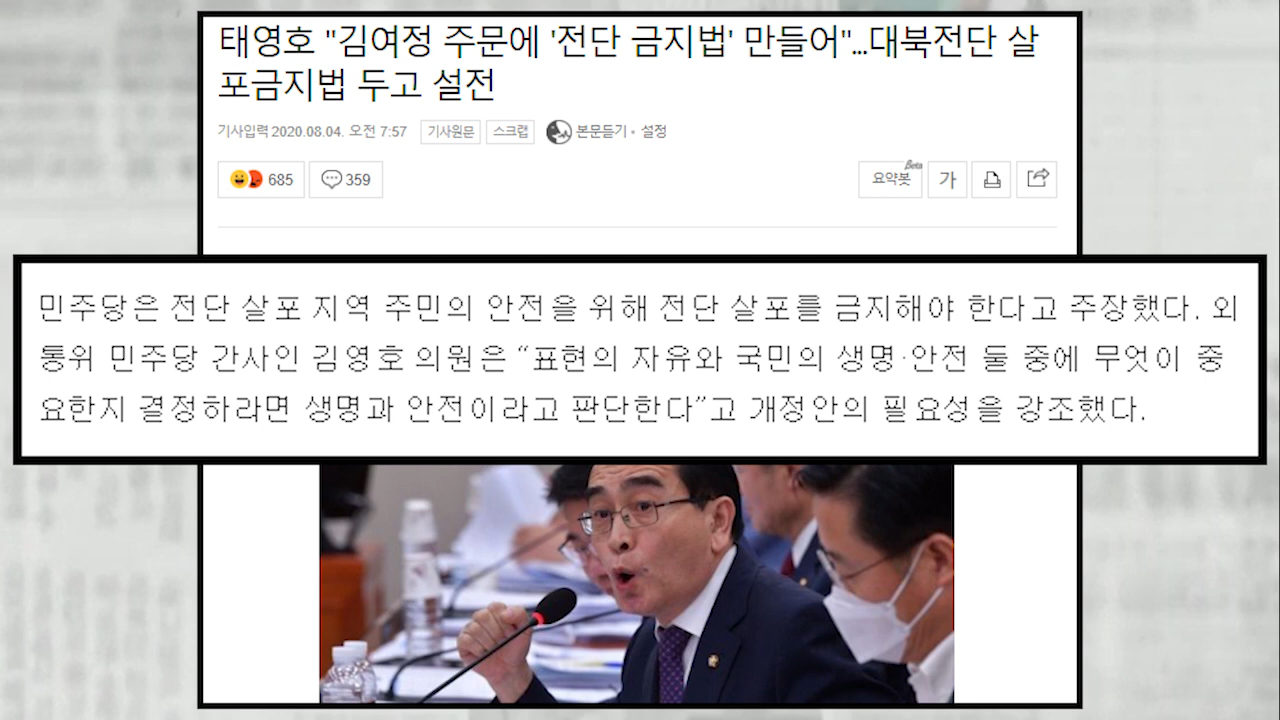 태영호 "김여정 주문에 '전단 금지법' 만들어"…대북전단 살
포금지법 두고 설전
기사입력 2020.08.04. 오전 7:57 기사원문 스크랩 본문듣기 • 설정
685 359 요약봇 Beta 가
민주당은 전단 살포 지역 주민의 안전을 위해 전단 살포를 금지해야 한다고 주장했다. 외
통위 민주당 간사인 김영호 의원은 “표현의 자유와 국민의 생명·안전 둘 중에 무엇이 중
요한지 결정하라면 생명과 안전이라고 판단한다”고 개정안의 필요성을 강조했다.